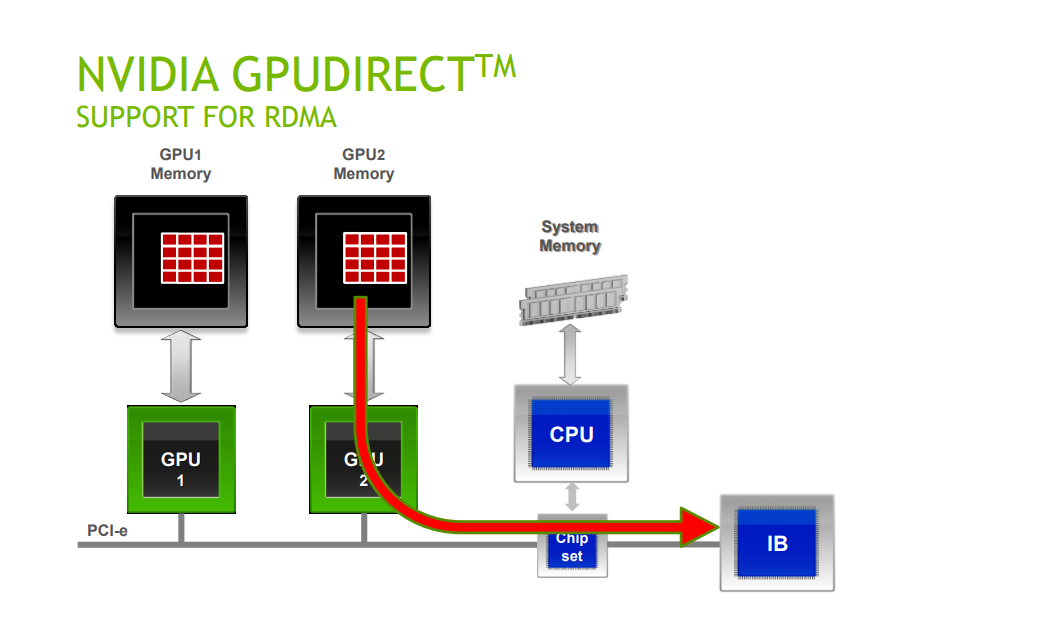 NVIDIA GPUDIRECT™
SUPPORT FOR RDMA
GPU1
Memory
GPU2
Memory
System
Memory
GPU
1
GPU
2
CPU
PCI-e
Chip
set
IB